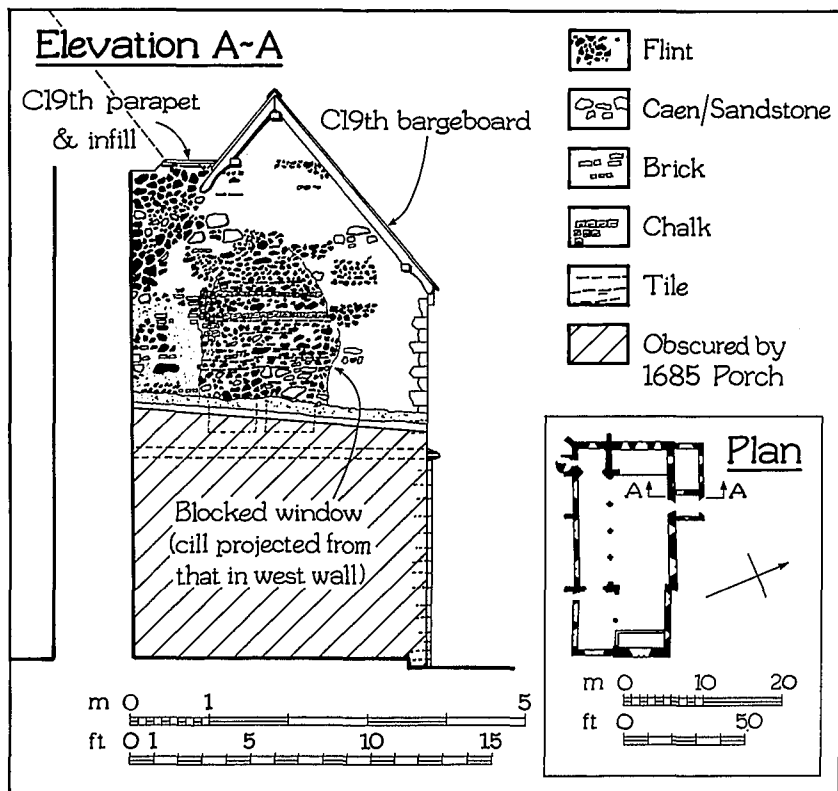 Elevation A~A
C19th parapet
& infill
C19th bargeboard
Blocked window
(cill projected from
that in west wall)
m 0 1 5
ft 0 1 5 10 15
Flint
Caen/Sandstone
Brick
Chalk
Tile
Obscured by
1685 Porch
Plan
A A
m 0 10 20
ft 0 50